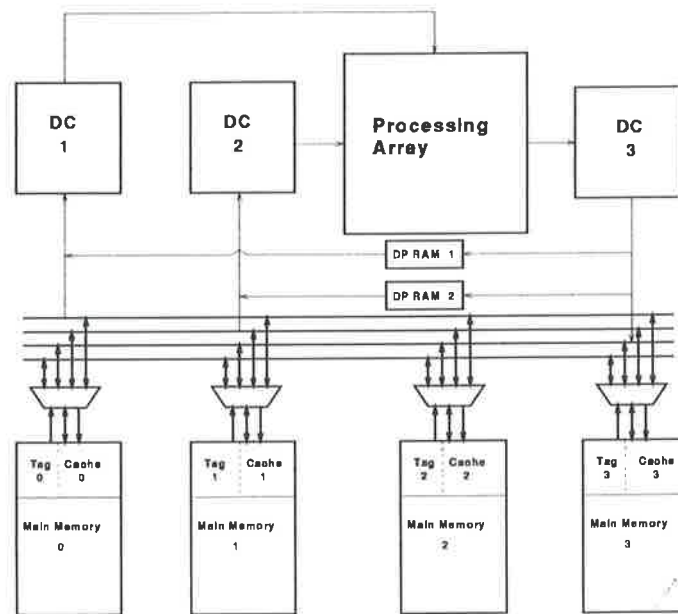 DC
1
DC
2
Processing
Array
DC
3
DP RAM 1
DP RAM 2
Tag Cache
0 0
Main Memory
0
Tag Cache
1 1
Main Memory
1
Tag Cache
2 2
Main Memory
2
Tag Cache
3 3
Main Memory
3